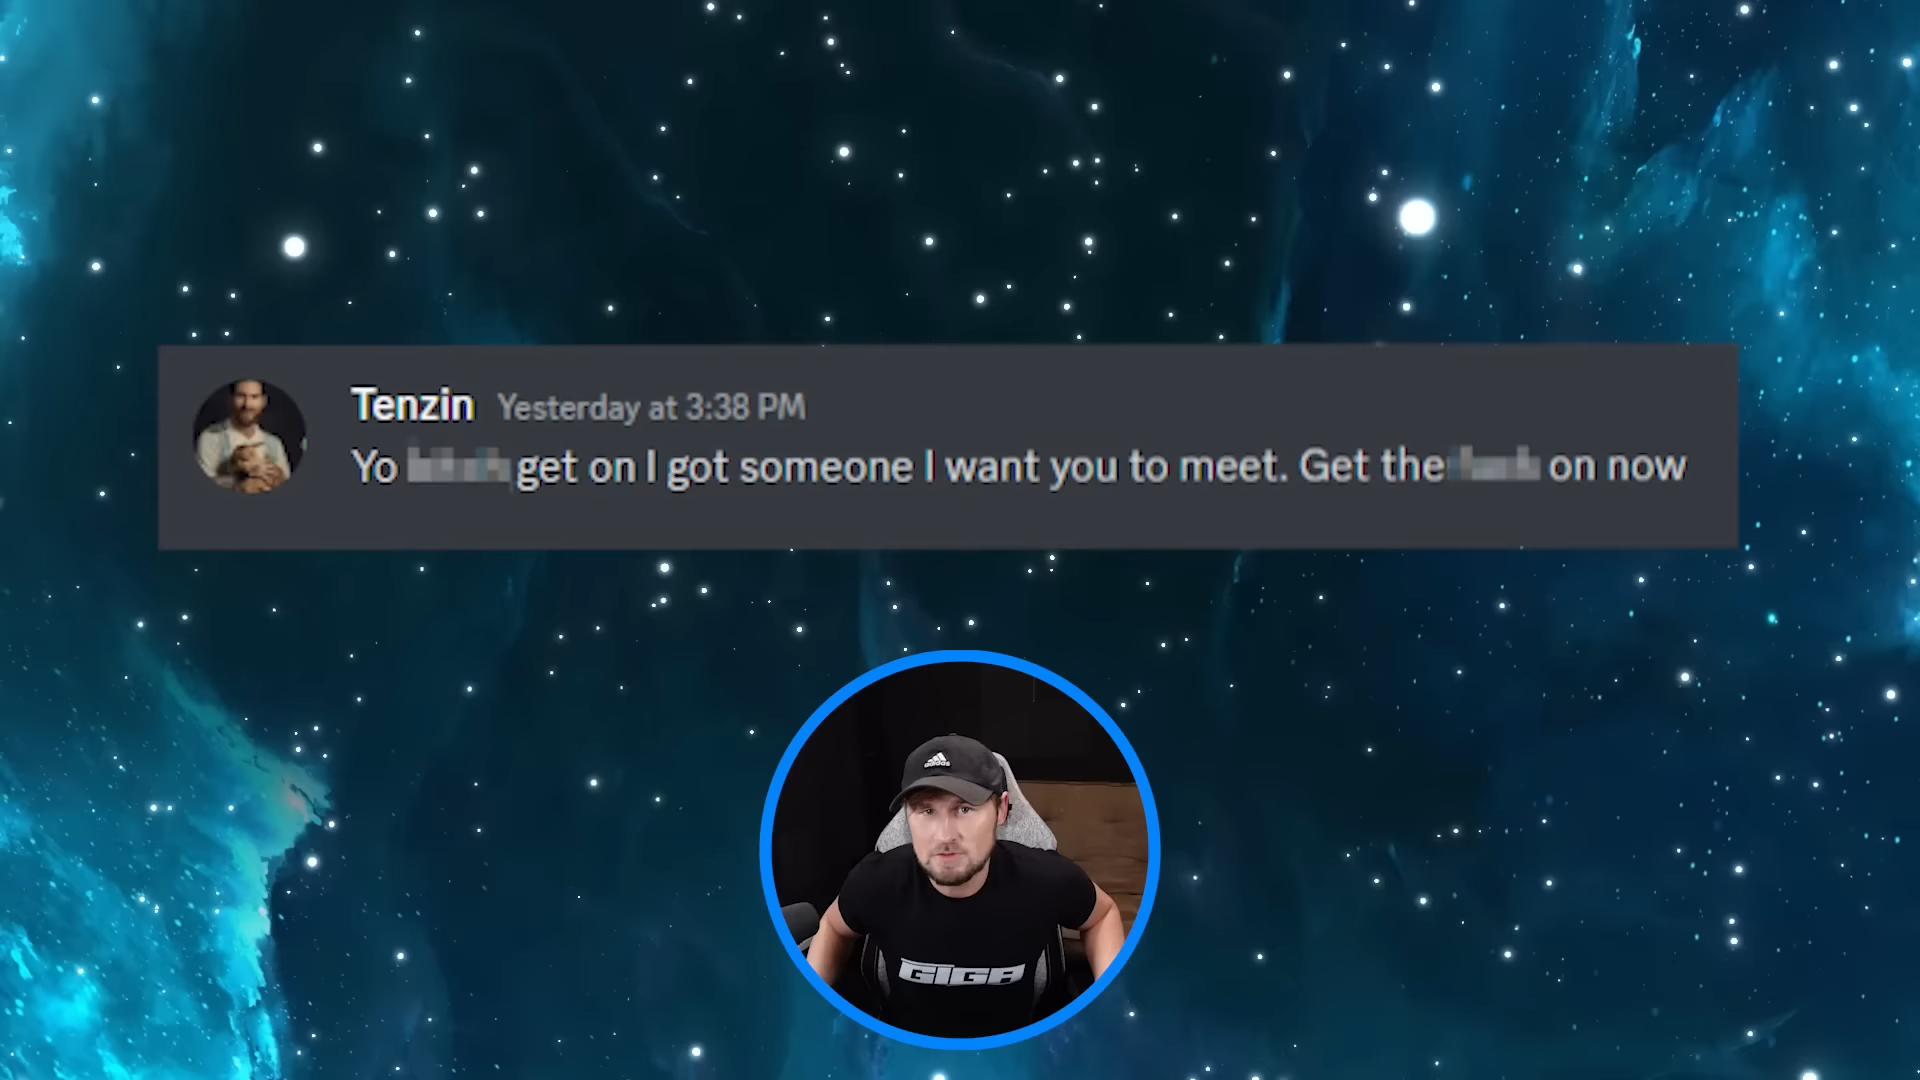 Tenzin Yesterday at 3:38 PM
Yo get on I got someone I want you to meet. Get the on now
adidas
GIGA